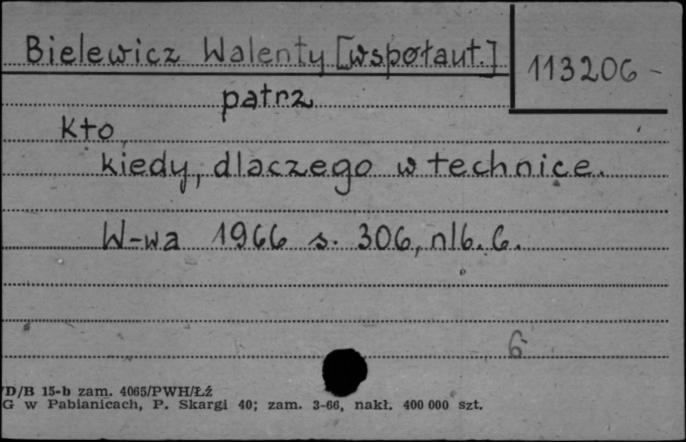 Bielewicz Walenty [współaut.]
113206-
patrz
Kto
kiedy, dlaczego w technice.
W-wa 1966 s. 306, nlb. 6.
6
D/B 15-b zam. 4065/PWH/Łź
G w Pabianicach, P. Skargi 40; zam. 3-66, nakł. 400 000 szt.